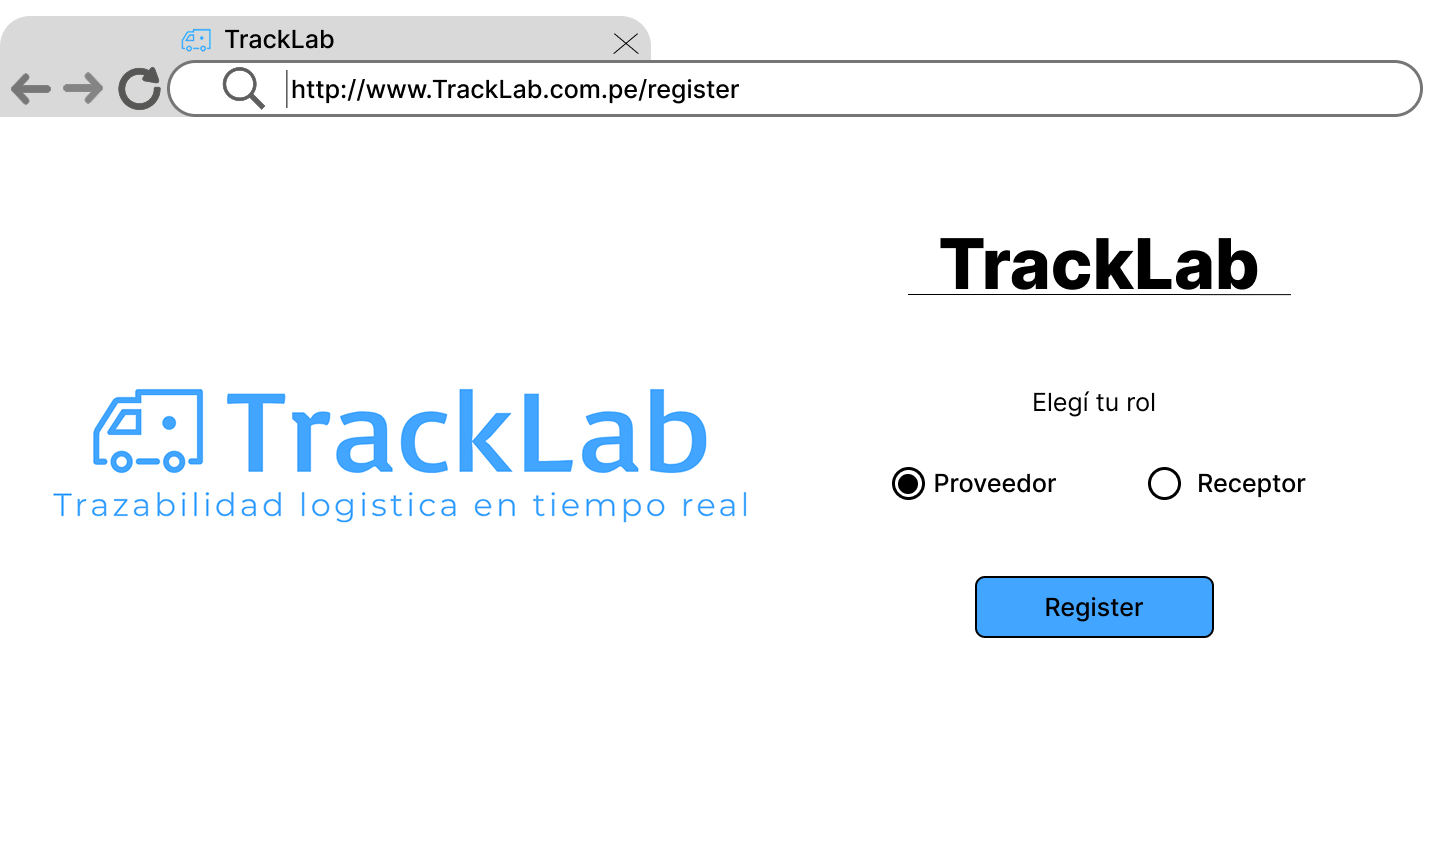 TrackLab
http://www.TrackLab.com.pe/register
TrackLab
TrackLab
Trazabilidad logistica en tiempo real
Elegí tu rol
Proveedor
Receptor
Register